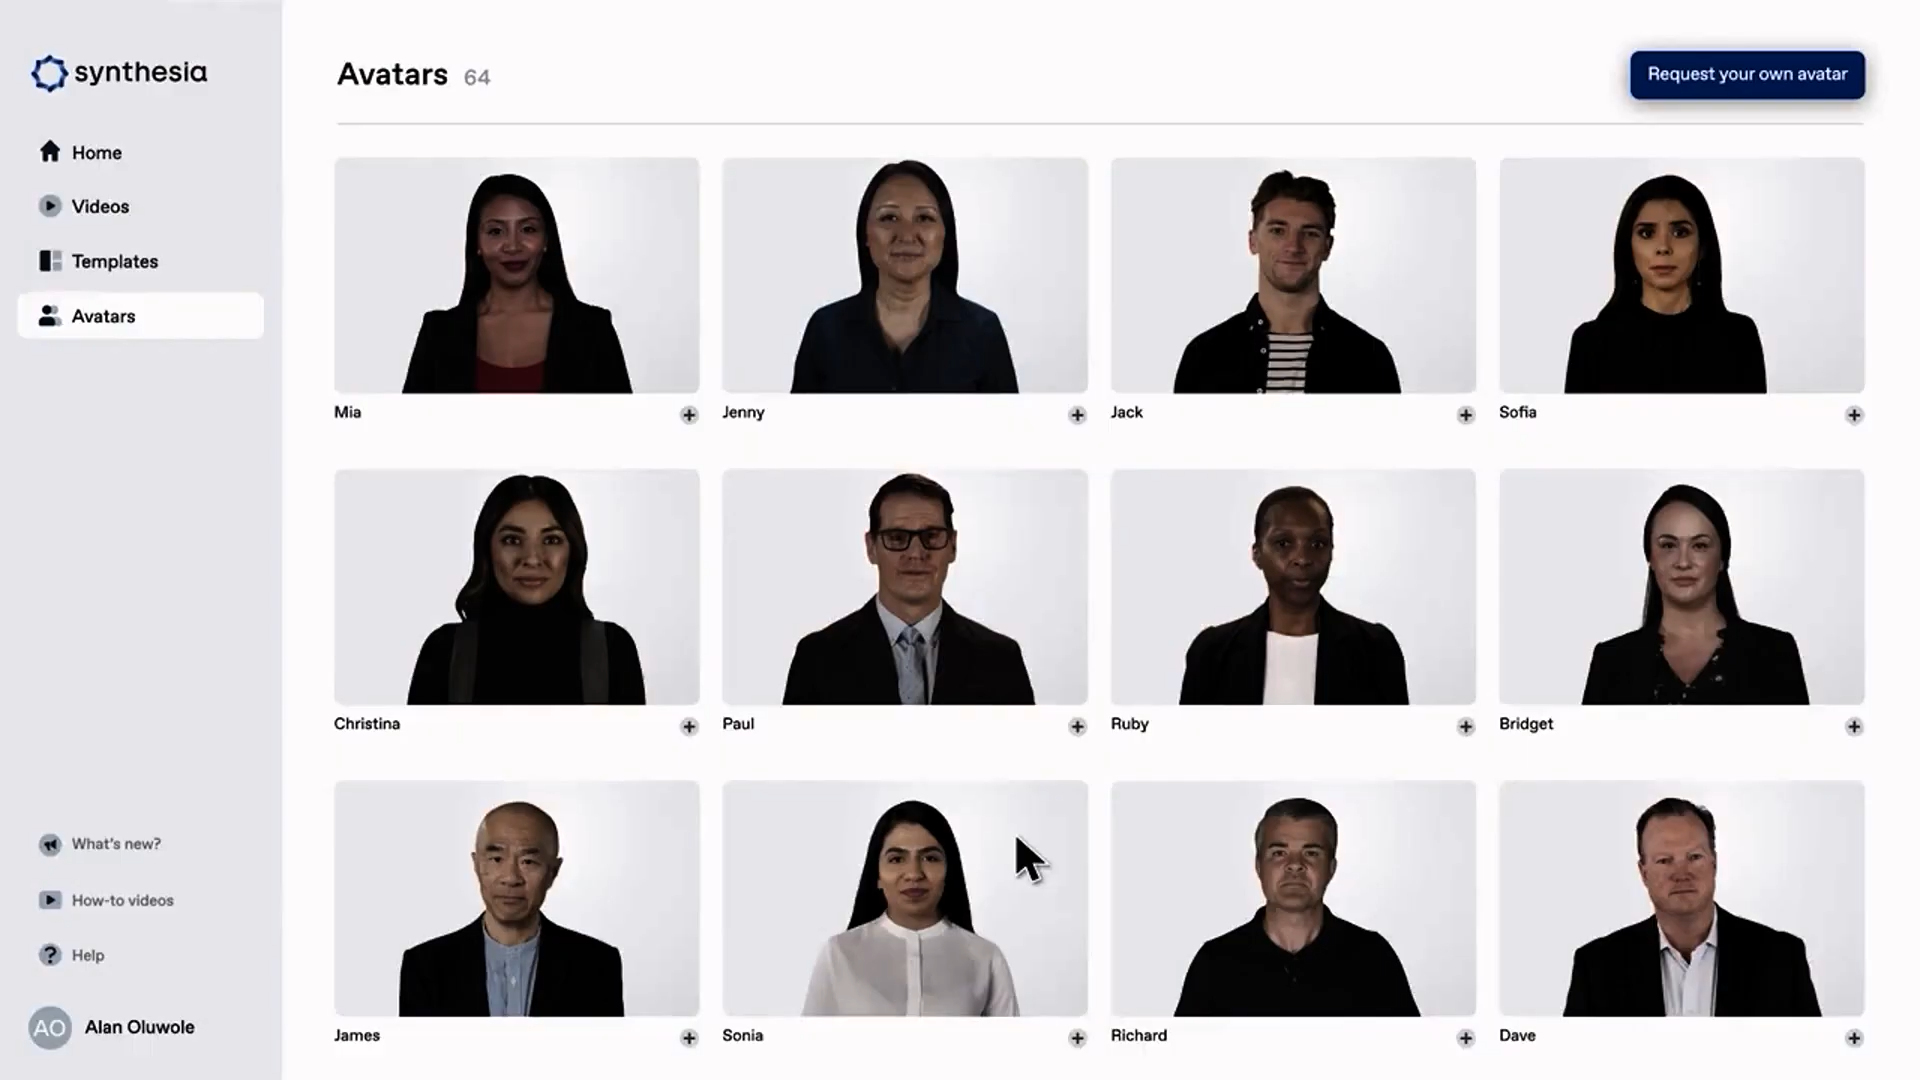 synthesia
Home
Videos
Templates
Avatars
What's new?
How-to videos
Help
AO Alan Oluwole
Avatars 64
Request your own avatar
Mia
Jenny
Jack
Sofia
Christina
Paul
Ruby
Bridget
James
Sonia
Richard
Dave